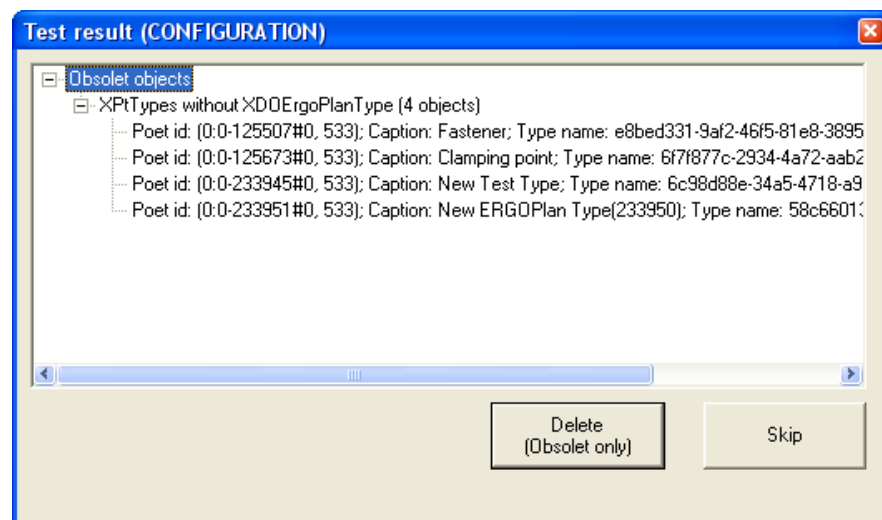 Test result (CONFIGURATION)
Obsolet objects
XPtTypes without XDOErgoPlanType (4 objects)
Poet id: (0:0-125507#0, 533); Caption: Fastener; Type name: e8bed331-9af2-46f5-81e8-3895
Poet id: (0:0-125673#0, 533); Caption: Clamping point; Type name: 6f7f877c-2934-4a72-aab2
Poet id: (0:0-233945#0, 533); Caption: New Test Type; Type name: 6c98d88e-34a5-4718-a9
Poet id: (0:0-233951#0, 533); Caption: New ERGOPlan Type(233950); Type name: 58c66013
Delete
(Obsolet only)
Skip